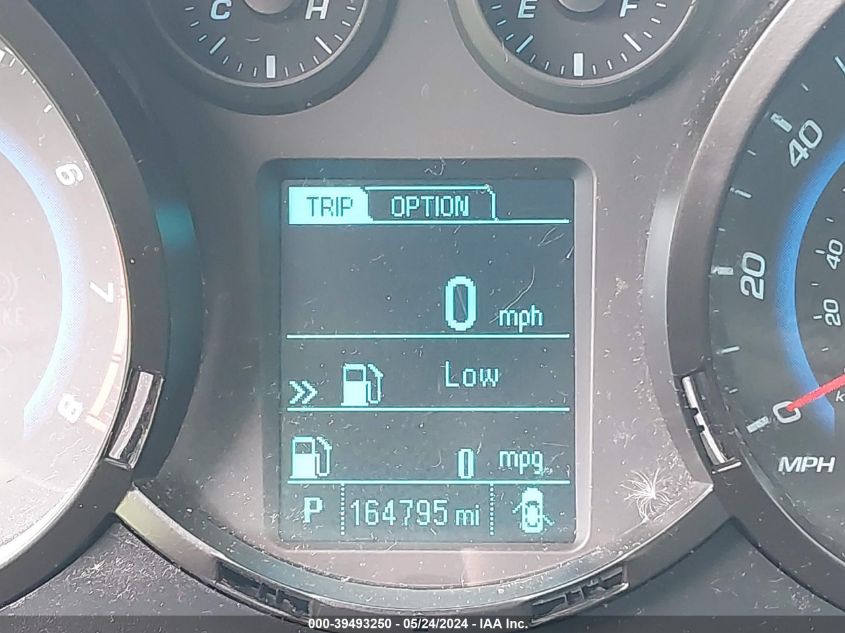 C H
E F
6
7
8
TRIP OPTION
0 mph
Low
0 mpg
P 164795 mi
40
20
0
40
20
MPH
000-39493250 - 05/24/2024 - IAA Inc.